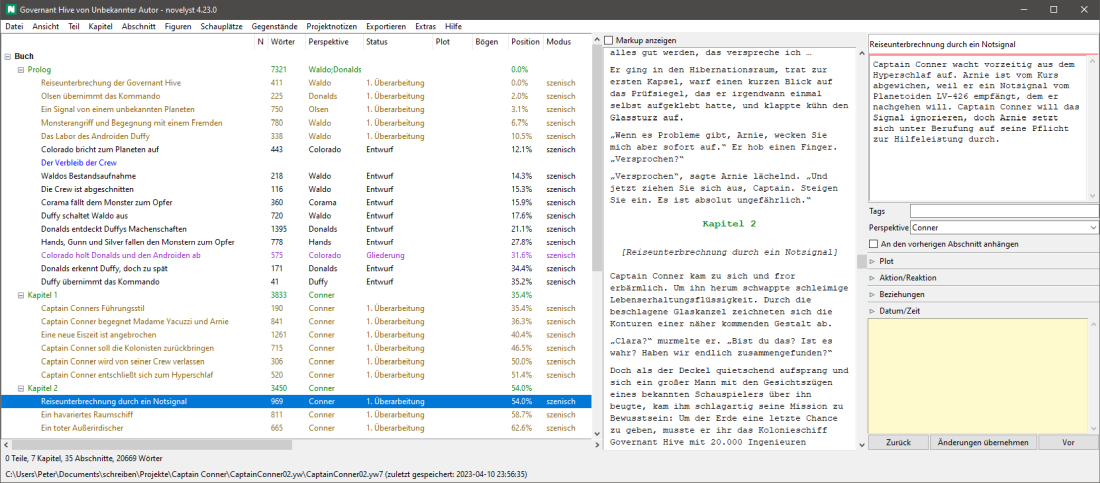 Governant Hive von Unbekannter Autor - novelyst 4.23.0
Datei Ansicht Teil Kapitel Abschnitt Figuren Schauplätze Gegenstände Projektnotizen Exportieren Extras Hilfe
N Wörter Perspektive Status Plot Bögen Position Modus
Buch
Prolog 7321 Waldo;Donalds 0.0%
Reiseunterbrechung der Governant Hive 411 Waldo 1. Überarbeitung 0.0% szenisch
Olsen übernimmt das Kommando 225 Donalds 1. Überarbeitung 2.0% szenisch
Ein Signal von einem unbekannten Planeten 750 Olsen 1. Überarbeitung 3.1% szenisch
Monsterangriff und Begegnung mit einem Fremden 780 Waldo 1. Überarbeitung 6.7% szenisch
Das Labor des Androiden Duffy 338 Waldo 1. Überarbeitung 10.5% szenisch
Colorado bricht zum Planeten auf 443 Colorado Entwurf 12.1% szenisch
Der Verbleib der Crew
Waldos Bestandsaufnahme 218 Waldo Entwurf 14.3% szenisch
Die Crew ist abgeschnitten 116 Waldo Entwurf 15.3% szenisch
Corama fällt dem Monster zum Opfer 360 Corama Entwurf 15.9% szenisch
Duffy schaltet Waldo aus 720 Waldo Entwurf 17.6% szenisch
Donalds entdeckt Duffys Machenschaften 1395 Donalds Entwurf 21.1% szenisch
Hands, Gunn und Silver fallen den Monstern zum Opfer 778 Hands Entwurf 27.8% szenisch
Colorado holt Donalds und den Androiden ab 575 Colorado Gliederung 31.6% szenisch
Donalds erkennt Duffy, doch zu spät 171 Donalds Entwurf 34.4% szenisch
Duffy übernimmt das Kommando 41 Duffy Entwurf 35.2% szenisch
Kapitel 1 3833 Conner 35.4%
Captain Conners Führungsstil 190 Conner 1. Überarbeitung 35.4% szenisch
Captain Conner begegnet Madame Yacuzzi und Arnie 841 Conner 1. Überarbeitung 36.3% szenisch
Eine neue Eiszeit ist angebrochen 1261 Conner 1. Überarbeitung 40.4% szenisch
Captain Conner soll die Kolonisten zurückbringen 715 Conner 1. Überarbeitung 46.5% szenisch
Captain Conner wird von seiner Crew verlassen 306 Conner 1. Überarbeitung 50.0% szenisch
Captain Conner entschließt sich zum Hyperschlaf 520 Conner 1. Überarbeitung 51.4% szenisch
Kapitel 2 3450 Conner 54.0%
Reiseunterbrechung durch ein Notsignal 969 Conner 1. Überarbeitung 54.0% szenisch
Ein havariertes Raumschiff 811 Conner 1. Überarbeitung 58.7% szenisch
Ein toter Außerirdischer 665 Conner 1. Überarbeitung 62.6% szenisch
Markup anzeigen
alles gut werden, das verspreche ich …
Er ging in den Hibernationsraum, trat zur
ersten Kapsel, warf einen kurzen Blick auf
das Prüfsiegel, das er irgendwann einmal
selbst aufgeklebt hatte, und klappte kühn den
Glassturz auf.
„Wenn es Probleme gibt, Arnie, wecken Sie
mich aber sofort auf.“ Er hob einen Finger.
„Versprochen?“
„Versprochen“, sagte Arnie lächelnd. „Und
jetzt ziehen Sie sich aus, Captain. Steigen
Sie ein. Es ist absolut ungefährlich.“
Kapitel 2
[Reiseunterbrechung durch ein Notsignal]
Captain Conner kam zu sich und fror
erbärmlich. Um ihn herum schwappte schleimige
Lebenserhaltungsflüssigkeit. Durch die
beschlagene Glaskanzel zeichneten sich die
Konturen einer näher kommenden Gestalt ab.
„Clara?“ murmelte er. „Bist du das? Ist es
wahr? Haben wir endlich zusammengefunden?“
Doch als der Deckel quietschend aufsprang und
sich ein großer Mann mit den Gesichtszügen
eines bekannten Schauspielers über ihn
beugte, kam ihm schlagartig seine Mission zu
Bewusstsein: Um der Erde eine letzte Chance
zu geben, musste er ihr das Kolonieschiff
Governant Hive mit 20.000 Ingenieuren
Reiseunterbrechung durch ein Notsignal
Captain Conner wacht vorzeitig aus dem
Hyperschlaf auf. Arnie ist vom Kurs
abgewichen, weil er ein Notsignal vom
Planetoiden LV-426 empfängt, dem er
nachgehen will. Captain Conner will das
Signal ignorieren, doch Arnie setzt
sich unter Berufung auf seine Pflicht
zur Hilfeleistung durch.
Tags
Perspektive Conner
An den vorherigen Abschnitt anhängen
Plot
Aktion/Reaktion
Beziehungen
Datum/Zeit
Zurück Änderungen übernehmen Vor
0 Teile, 7 Kapitel, 35 Abschnitte, 20669 Wörter
C:\Users\Peter\Documents\schreiben\Projekte\Captain Conner\CaptainConner02.yw\CaptainConner02.yw7 (zuletzt gespeichert: 2023-04-10 23:56:35)